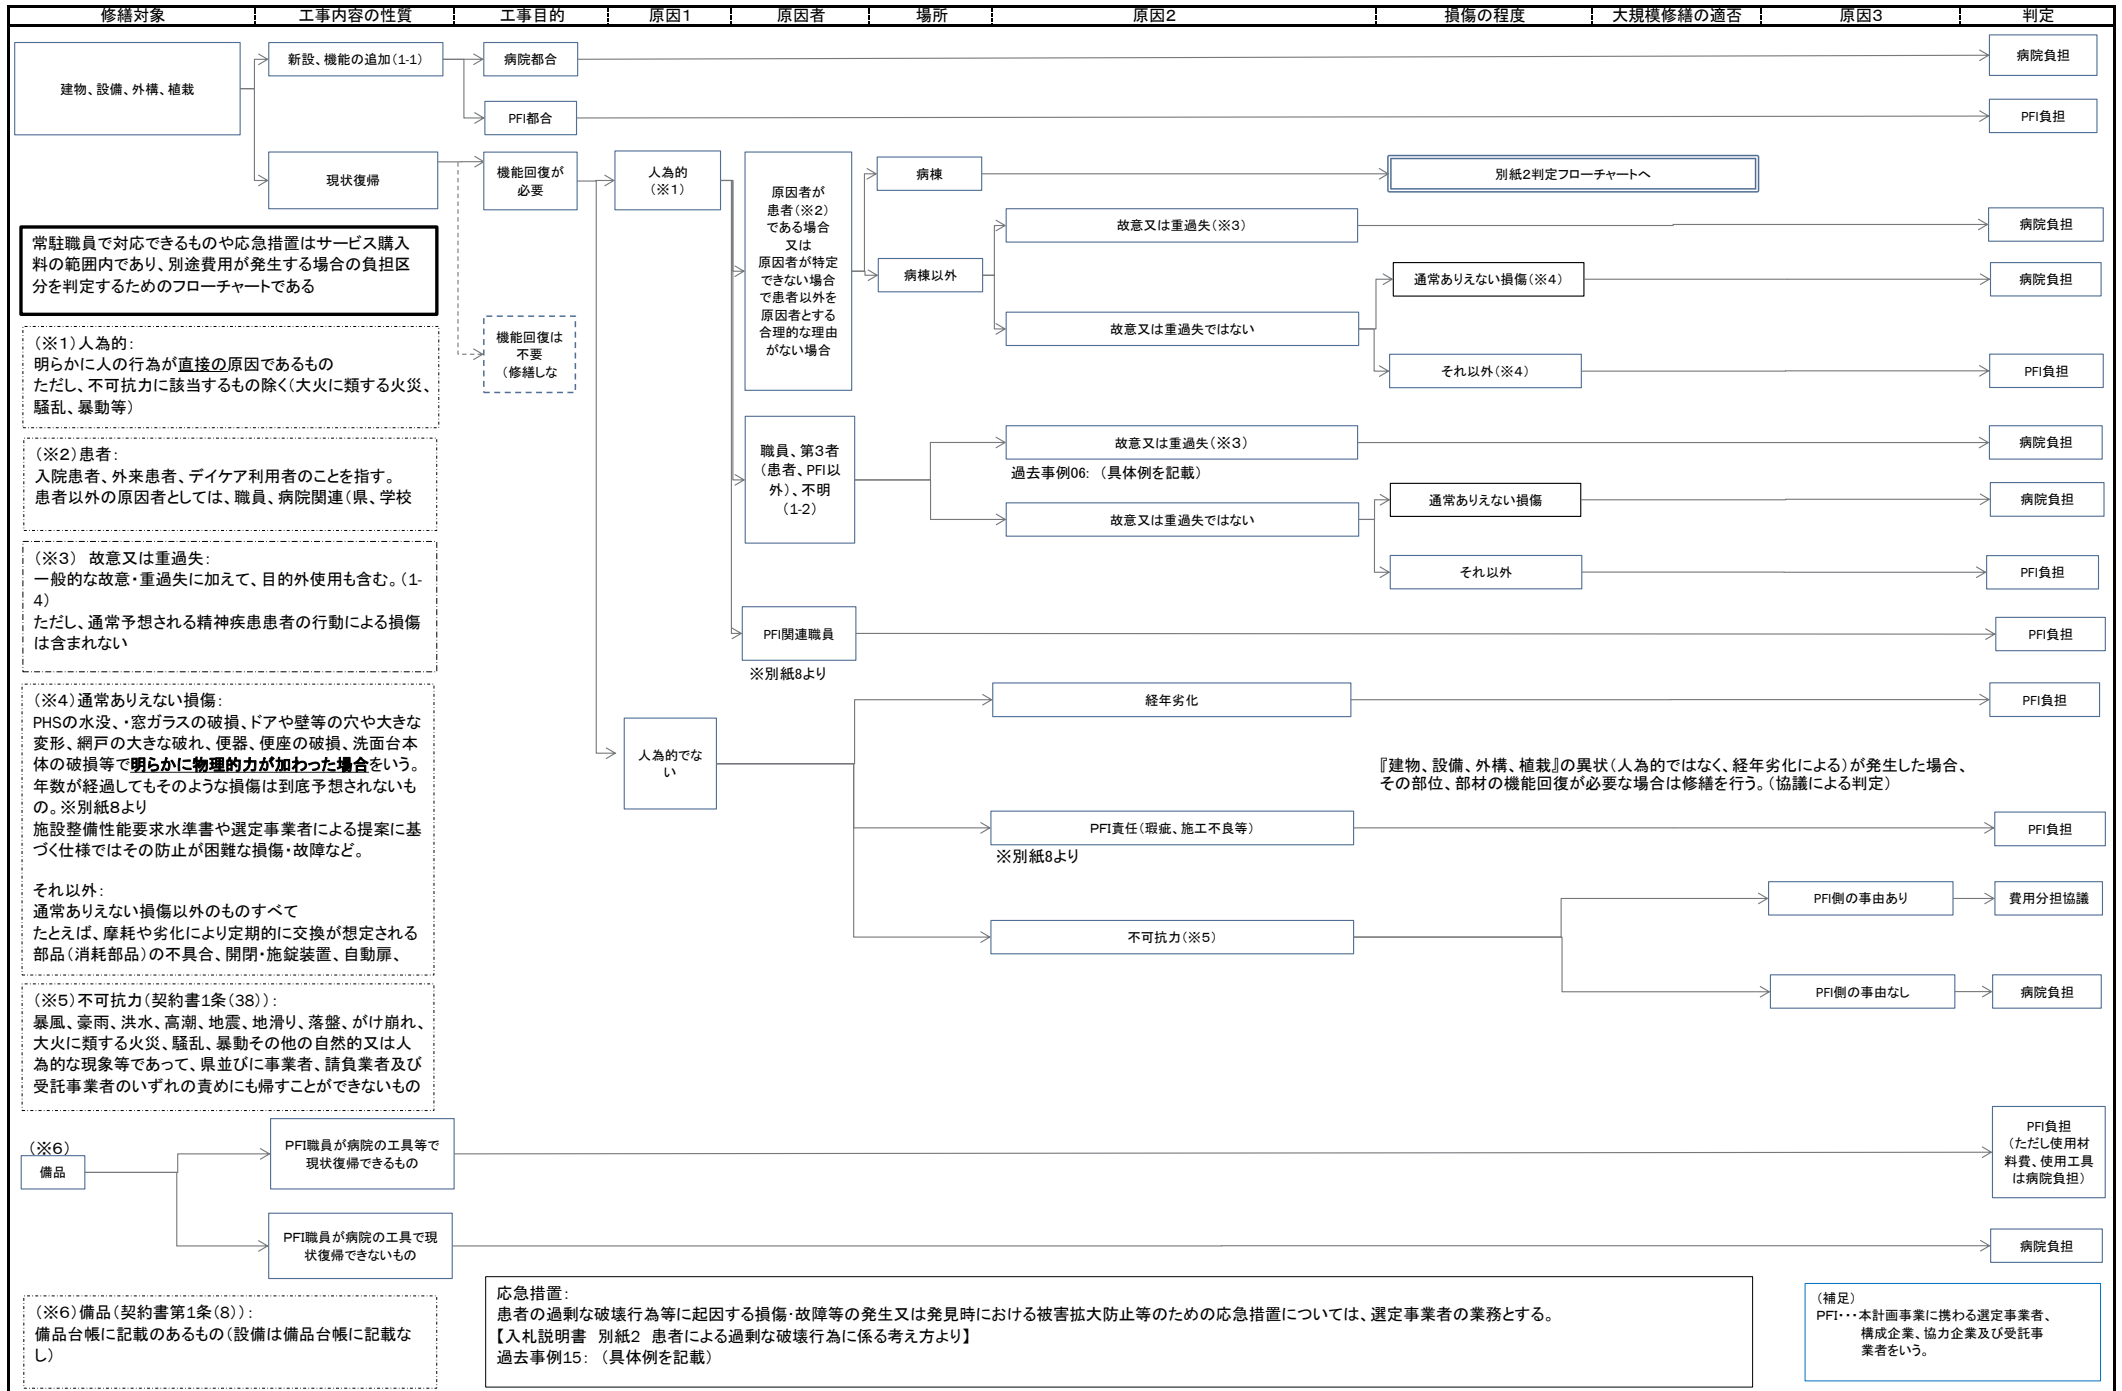 修繕対象
工事内容の性質
工事目的
原因1
原因者
場所
原因2
損傷の程度
大規模修繕の適否
原因3
判定
建物、設備、外構、植栽
新設、機能の追加(1-1)
病院都合
病院負担
PFI都合
PFI負担
現状復帰
機能回復が
必要
人為的
(※1)
原因者が
患者(※2)
である場合
又は
原因者が特定
できない場合
で患者以外を
原因者とする
合理的な理由
がない場合
病棟
別紙2判定フローチャートへ
病棟以外
故意又は重過失(※3)
病院負担
故意又は重過失ではない
通常ありえない損傷(※4)
病院負担
それ以外(※4)
PFI負担
常駐職員で対応できるものや応急措置はサービス購入
料の範囲内であり、別途費用が発生する場合の負担区
分を判定するためのフローチャートである
機能回復は
不要
(修繕しな
(※1)人為的:
明らかに人の行為が直接の原因であるもの
ただし、不可抗力に該当するもの除く(大火に類する火災、
騒乱、暴動等)
(※2)患者:
入院患者、外来患者、デイケア利用者のことを指す。
患者以外の原因者としては、職員、病院関連(県、学校
職員、第3者
(患者、PFI以
外)、不明
(1-2)
故意又は重過失(※3)
病院負担
過去事例06: (具体例を記載)
故意又は重過失ではない
通常ありえない損傷
病院負担
それ以外
PFI負担
(※3) 故意又は重過失:
一般的な故意・重過失に加えて、目的外使用も含む。(1-
4)
ただし、通常予想される精神疾患患者の行動による損傷
は含まれない
PFI関連職員
PFI負担
※別紙8より
(※4)通常ありえない損傷:
PHSの水没、・窓ガラスの破損、ドアや壁等の穴や大きな
変形、網戸の大きな破れ、便器、便座の破損、洗面台本
体の破損等で明らかに物理的力が加わった場合をいう。
年数が経過してもそのような損傷は到底予想されないも
の。※別紙8より
施設整備性能要求水準書や選定事業者による提案に基
づく仕様ではその防止が困難な損傷・故障など。
それ以外:
通常ありえない損傷以外のものすべて
たとえば、摩耗や劣化により定期的に交換が想定される
部品(消耗部品)の不具合、開閉・施錠装置、自動扉、
人為的でな
い
経年劣化
PFI負担
『建物、設備、外構、植栽』の異状(人為的ではなく、経年劣化による)が発生した場合、
その部位、部材の機能回復が必要な場合は修繕を行う。(協議による判定)
PFI責任(瑕疵、施工不良等)
PFI負担
※別紙8より
不可抗力(※5)
PFI側の事由あり
費用分担協議
PFI側の事由なし
病院負担
(※5)不可抗力(契約書1条(38)):
暴風、豪雨、洪水、高潮、地震、地滑り、落盤、がけ崩れ、
大火に類する火災、騒乱、暴動その他の自然的又は人
為的な現象等であって、県並びに事業者、請負業者及び
受託事業者のいずれの責めにも帰すことができないもの
(※6)
備品
PFI職員が病院の工具等で
現状復帰できるもの
PFI負担
(ただし使用材
料費、使用工具
は病院負担)
PFI職員が病院の工具で現
状復帰できないもの
病院負担
(※6)備品(契約書第1条(8)):
備品台帳に記載のあるもの(設備は備品台帳に記載な
し)
応急措置:
患者の過剰な破壊行為等に起因する損傷・故障等の発生又は発見時における被害拡大防止等のための応急措置については、選定事業者の業務とする。
【入札説明書 別紙2 患者による過剰な破壊行為に係る考え方より】
過去事例15: (具体例を記載)
(補足)
PFI・・・本計画事業に携わる選定事業者、
構成企業、協力企業及び受託事
業者をいう。